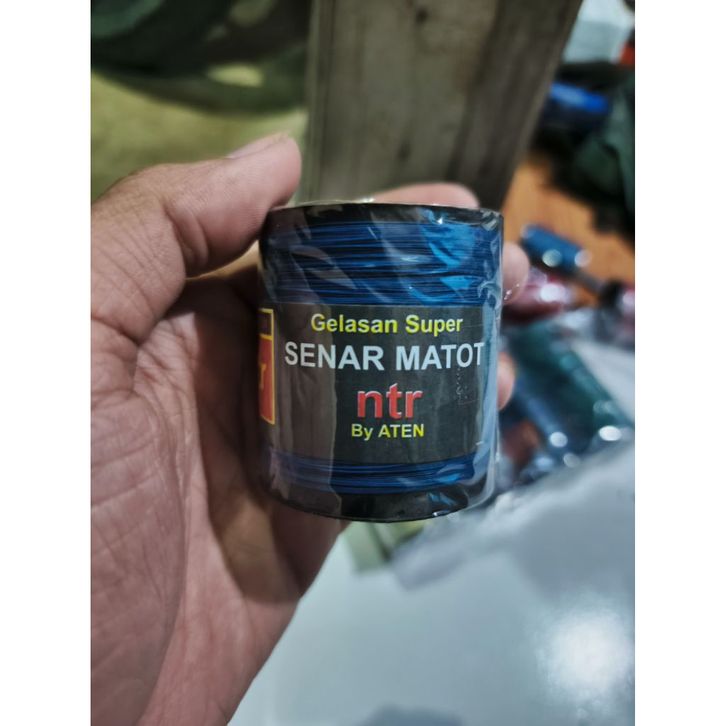 Gelasan Super
SENAR MATOT
ntr
By ATEN